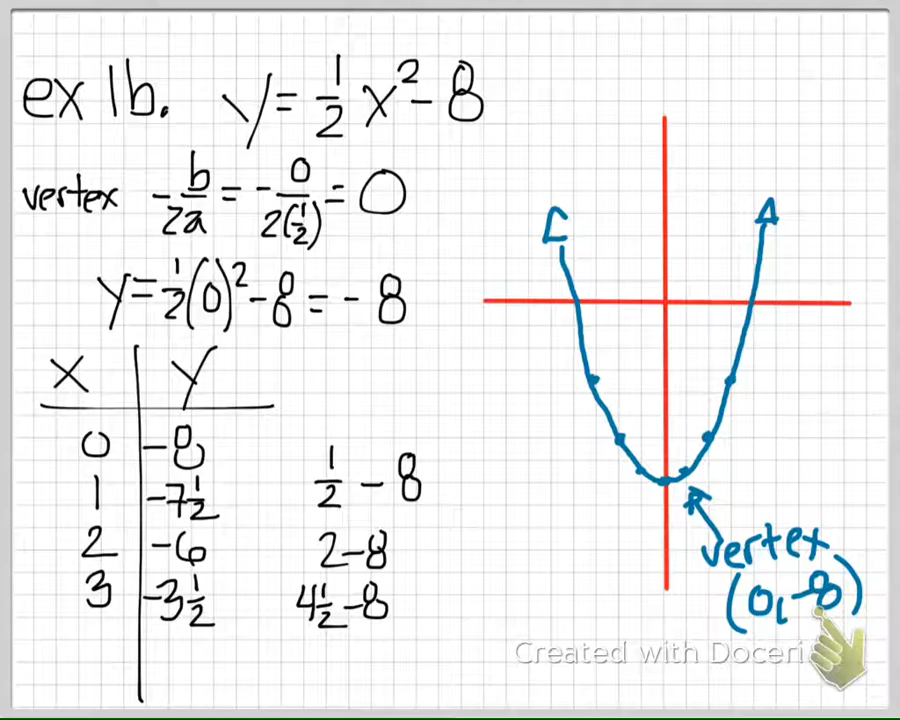 ex 1b. y = 1/2 x² - 8
vertex -b/2a = -0/2(1/2) = 0
y = 1/2(0)² - 8 = -8
X Y
0 -8
1 -7 1/2 1/2 - 8
2 -6 2 - 8
3 -3 1/2 4 1/2 - 8
vertex
(0, -8)
Created with Doceri